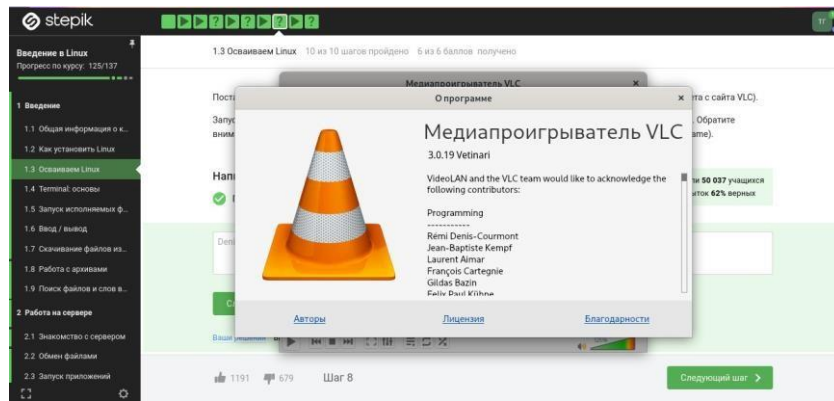 stepik
1г
Введение в Linux
Прогресс по курсу: 125/137
1 Введение
1.1 Общая информация о к...
1.2 Как установить Linux
1.3 Осваиваем Linux
1.4 Terminal: основы
1.5 Запуск исполняемых ф...
1.6 Ввод / вывод
1.7 Скачивание файлов из...
1.8 Работа с архивами
1.9 Поиск файлов и слов в...
2 Работа на сервере
2.1 Знакомство с сервером
2.2 Обмен файлами
2.3 Запуск приложений
1.3 Осваиваем Linux 10 из 10 шагов пройдено 6 из 6 баллов получено
Медиапроигрыватель VLC
с сайта VLC).
Обратите
О программе
Медиапроигрыватель VLC
3.0.19 Vetinari
VideoLAN and the VLC team would like to acknowledge the
following contributors:
Programming
-----------
Rémi Denis-Courmont
Jean-Baptiste Kempf
Laurent Aimar
François Cartegnie
Gildas Bazin
Felix Paul Kühne
Авторы Лицензия Благодарности
50 037 учащихся
62% верных
1191 679 Шаг 8
Следующий шаг